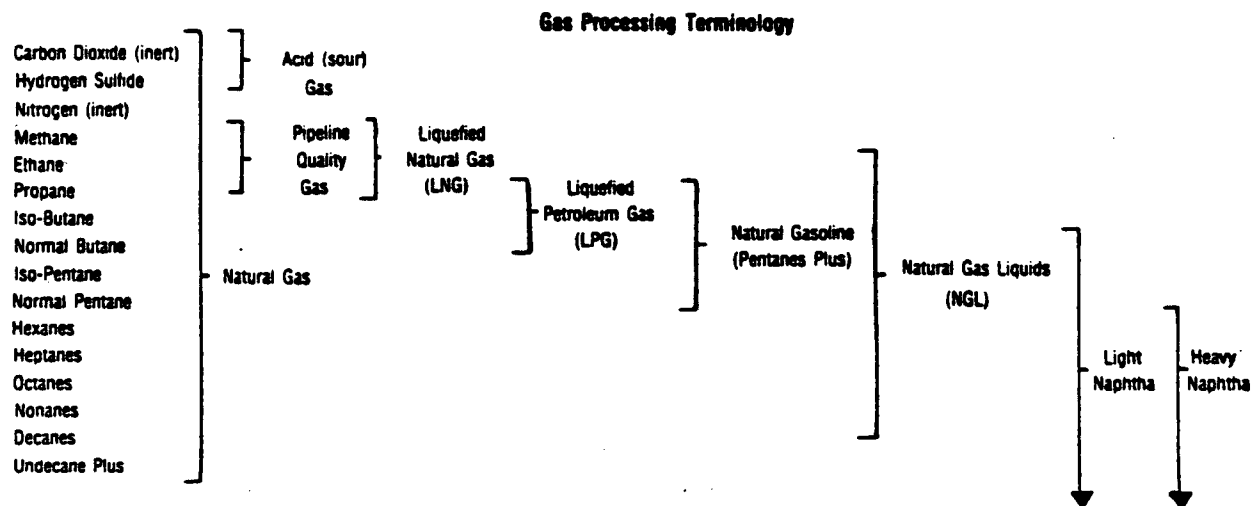 Gas Processing Terminology
Carbon Dioxide (inert)
Hydrogen Sulfide
Nitrogen (inert)
Methane
Ethane
Propane
Iso-Butane
Normal Butane
Iso-Pentane
Normal Pentane
Hexanes
Heptanes
Octanes
Nonanes
Decanes
Undecane Plus
Natural Gas
Acid (sour)
Gas
Pipeline
Quality
Gas
Liquefied
Natural Gas
(LNG)
Liquefied
Petroleum Gas
(LPG)
Natural Gasoline
(Pentanes Plus)
Natural Gas Liquids
(NGL)
Light
Naphtha
Heavy
Naphtha